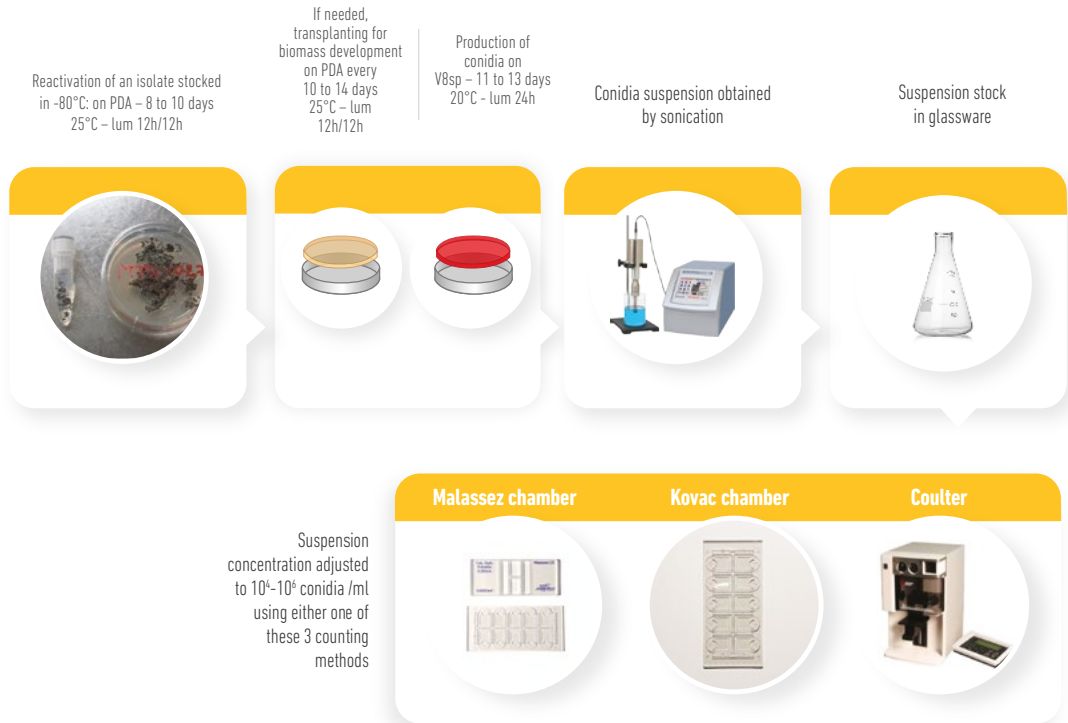 Reactivation of an isolate stocked
in -80°C: on PDA – 8 to 10 days
25°C – lum 12h/12h
If needed,
transplanting for
biomass development
on PDA every
10 to 14 days
25°C – lum
12h/12h
Production of
conidia on
V8sp – 11 to 13 days
20°C - lum 24h
Conidia suspension obtained
by sonication
Suspension stock
in glassware
Suspension
concentration adjusted
to 10⁴-10⁶ conidia /ml
using either one of
these 3 counting
methods
Malassez chamber
Kovac chamber
Coulter